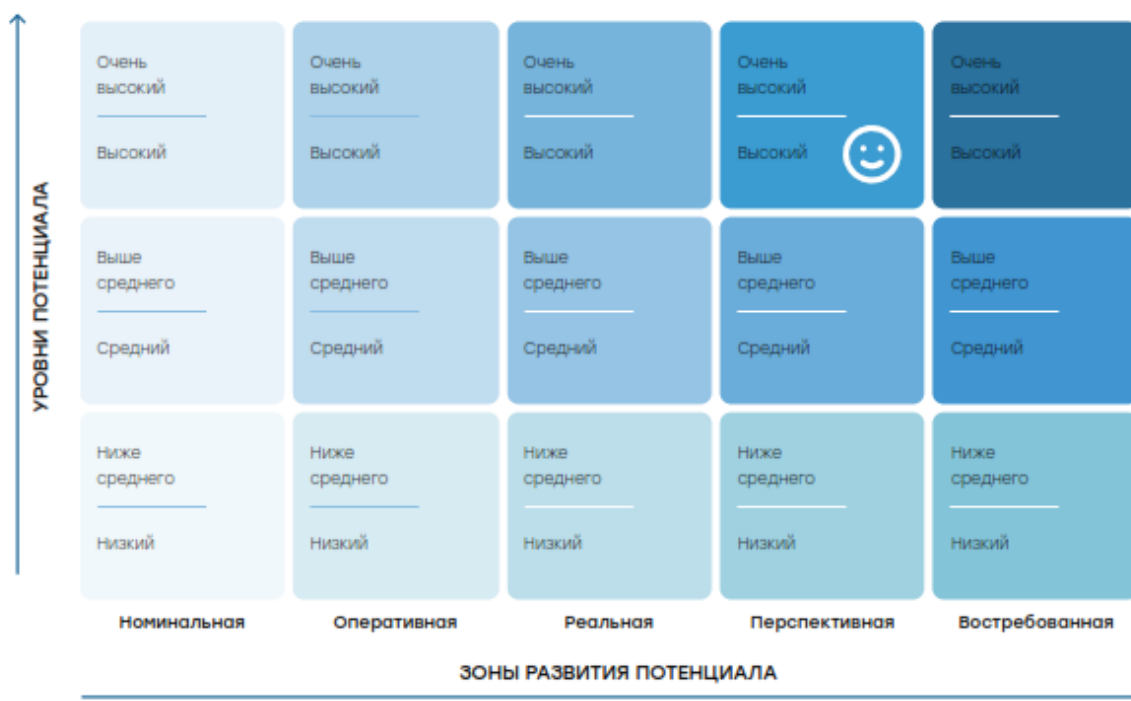 УРОВНИ ПОТЕНЦИАЛА
Очень Очень Очень Очень Очень
высокий высокий высокий высокий высокий
Высокий Высокий Высокий Высокий Высокий
Выше Выше Выше Выше Выше
среднего среднего среднего среднего среднего
Средний Средний Средний Средний Средний
Ниже Ниже Ниже Ниже Ниже
среднего среднего среднего среднего среднего
Низкий Низкий Низкий Низкий Низкий
Номинальная Оперативная Реальная Перспективная Востребованная
ЗОНЫ РАЗВИТИЯ ПОТЕНЦИАЛА